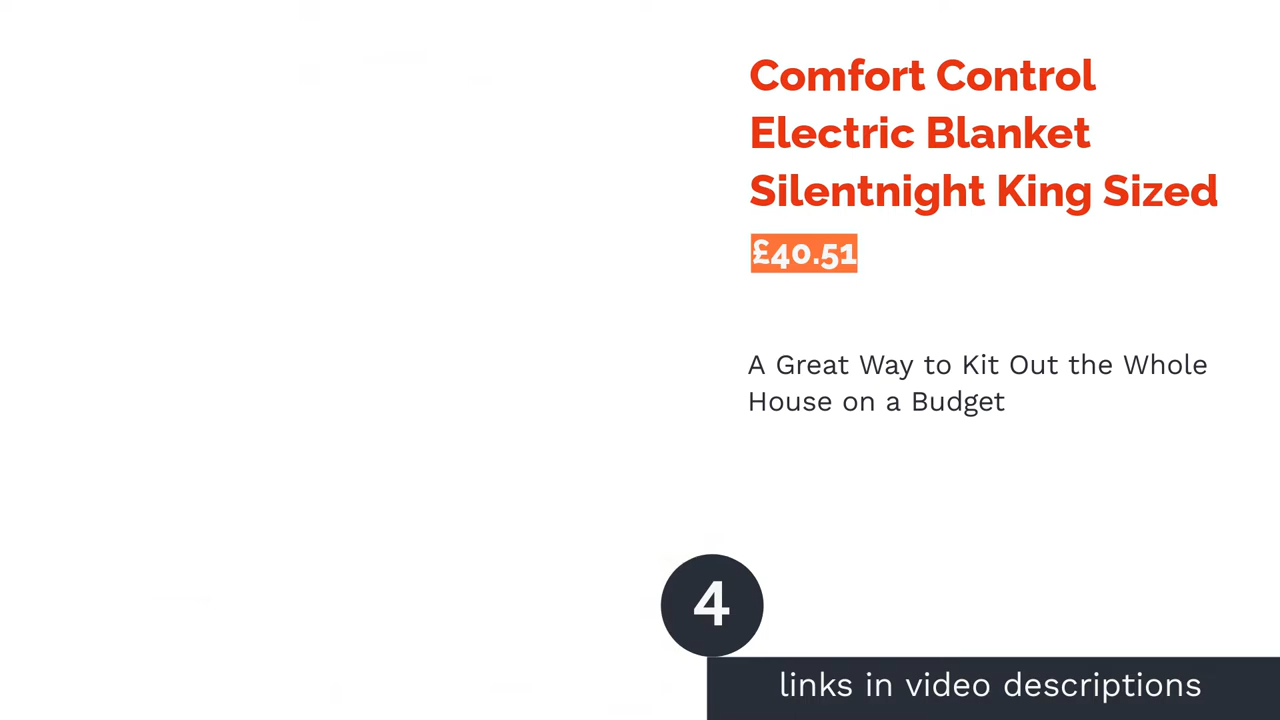 Comfort Control
Electric Blanket
Silentnight King Sized
£40.51
A Great Way to Kit Out the Whole
House on a Budget
4
links in video descriptions